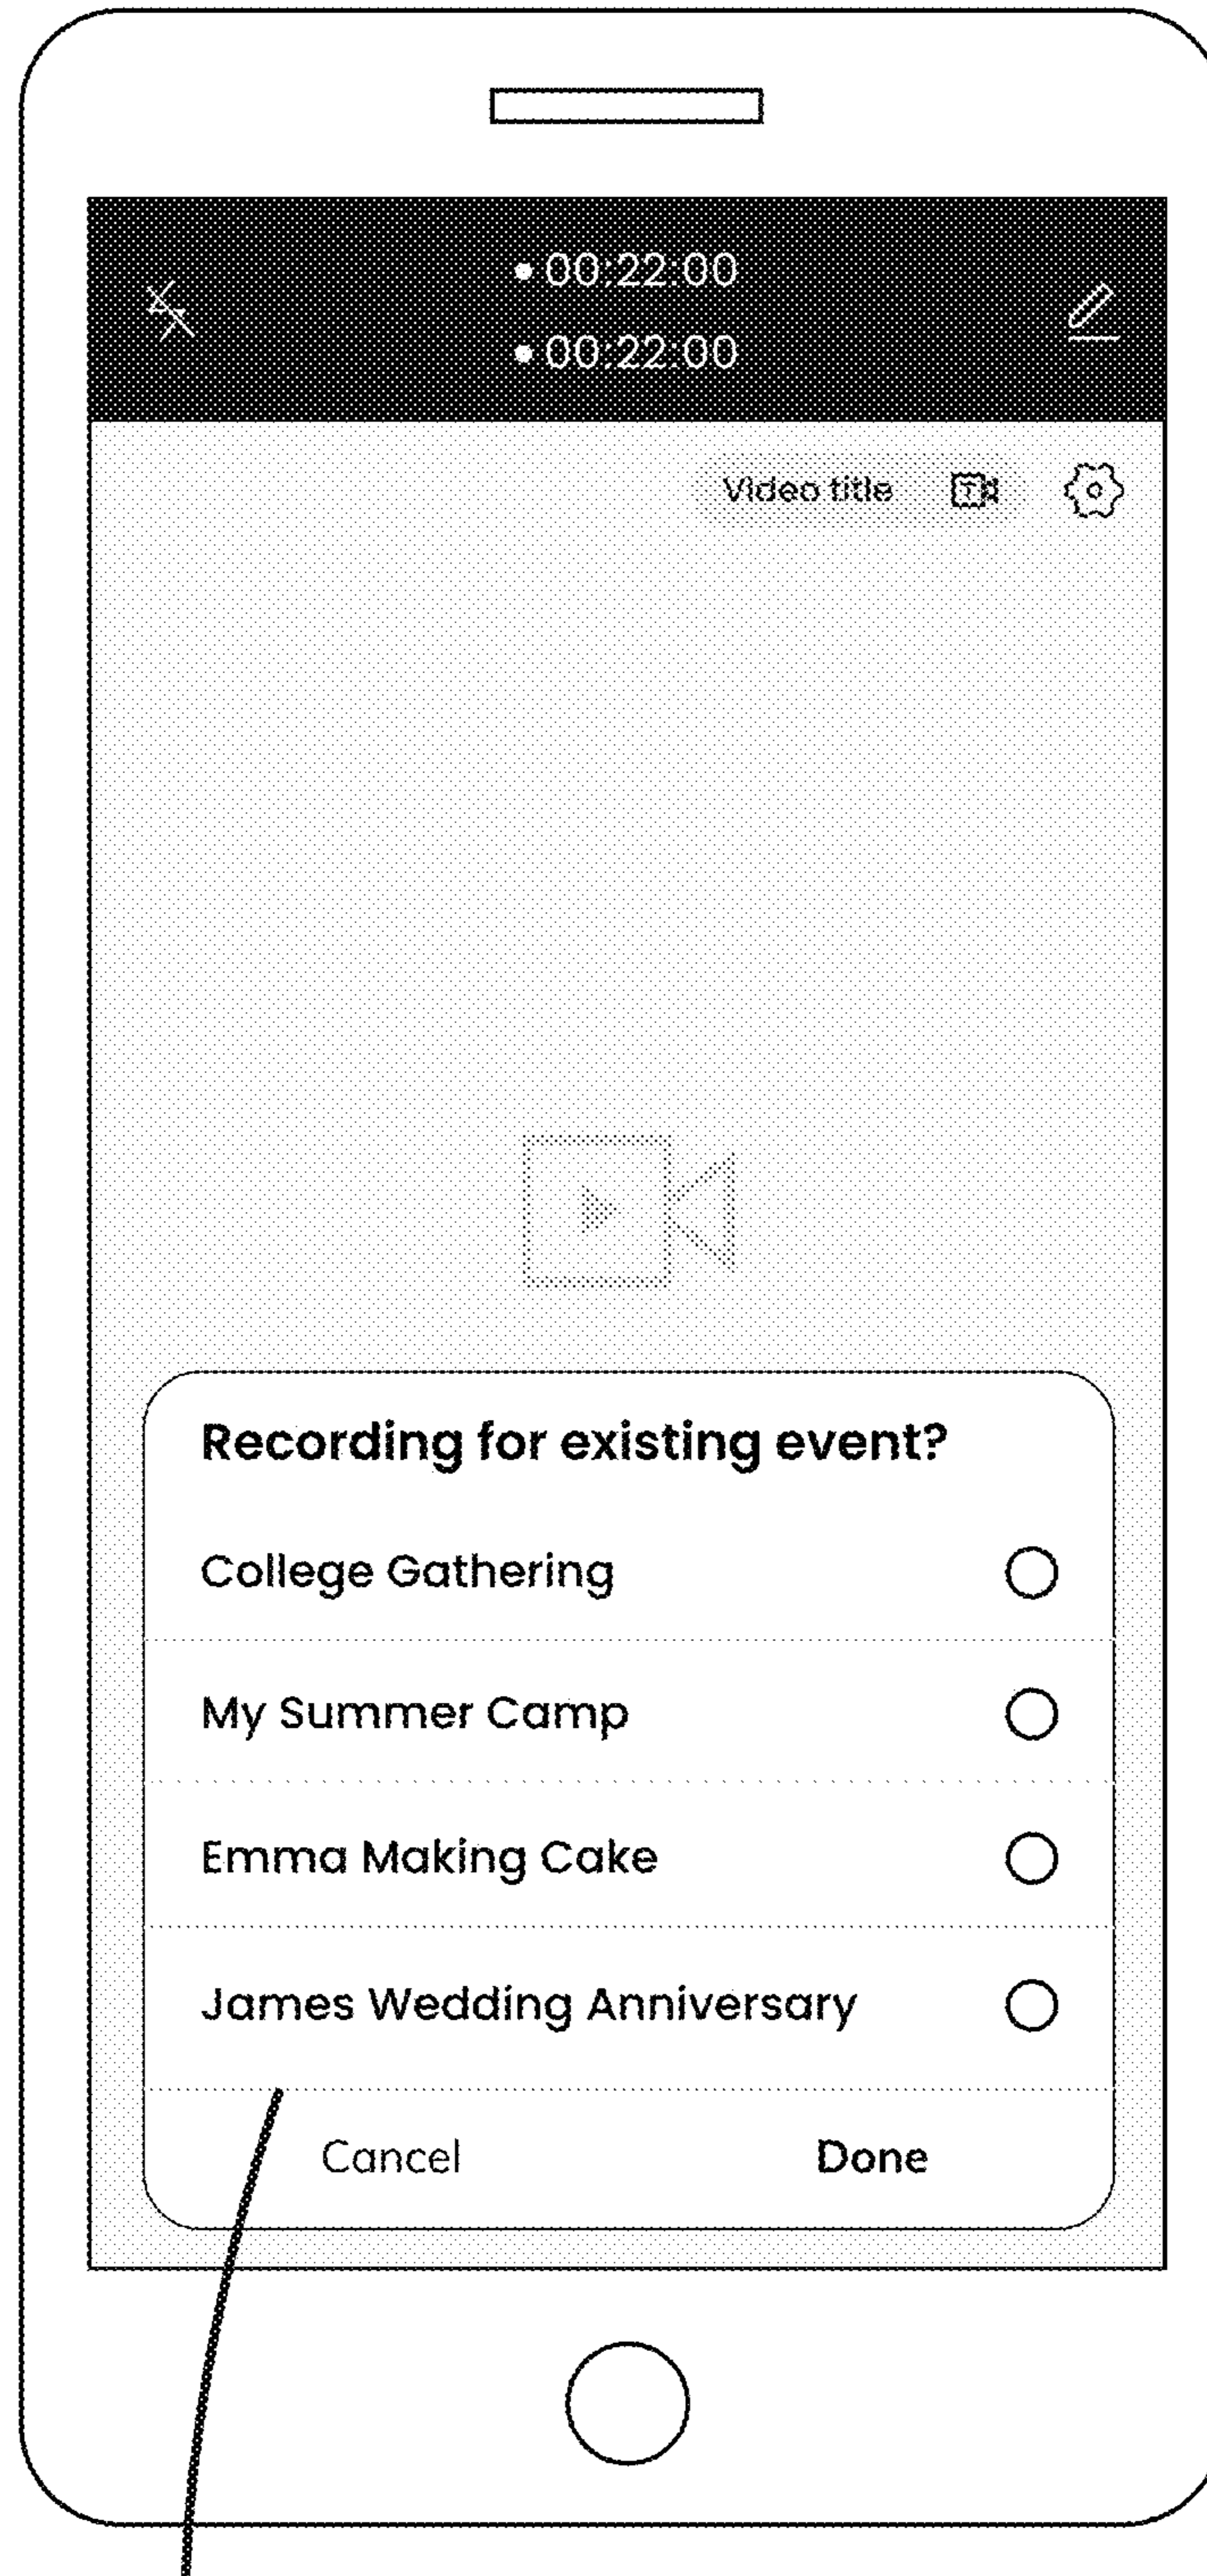 00:22:00
00:22:00
Video title
Recording for existing event?
College Gathering
My Summer Camp
Emma Making Cake
James Wedding Anniversary
Cancel Done